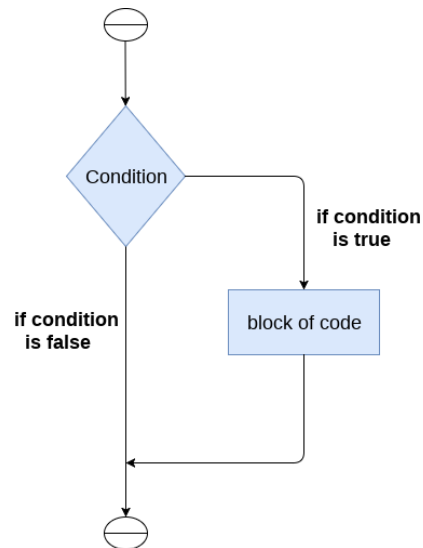 Condition
if condition
is true
block of code
if condition
is false